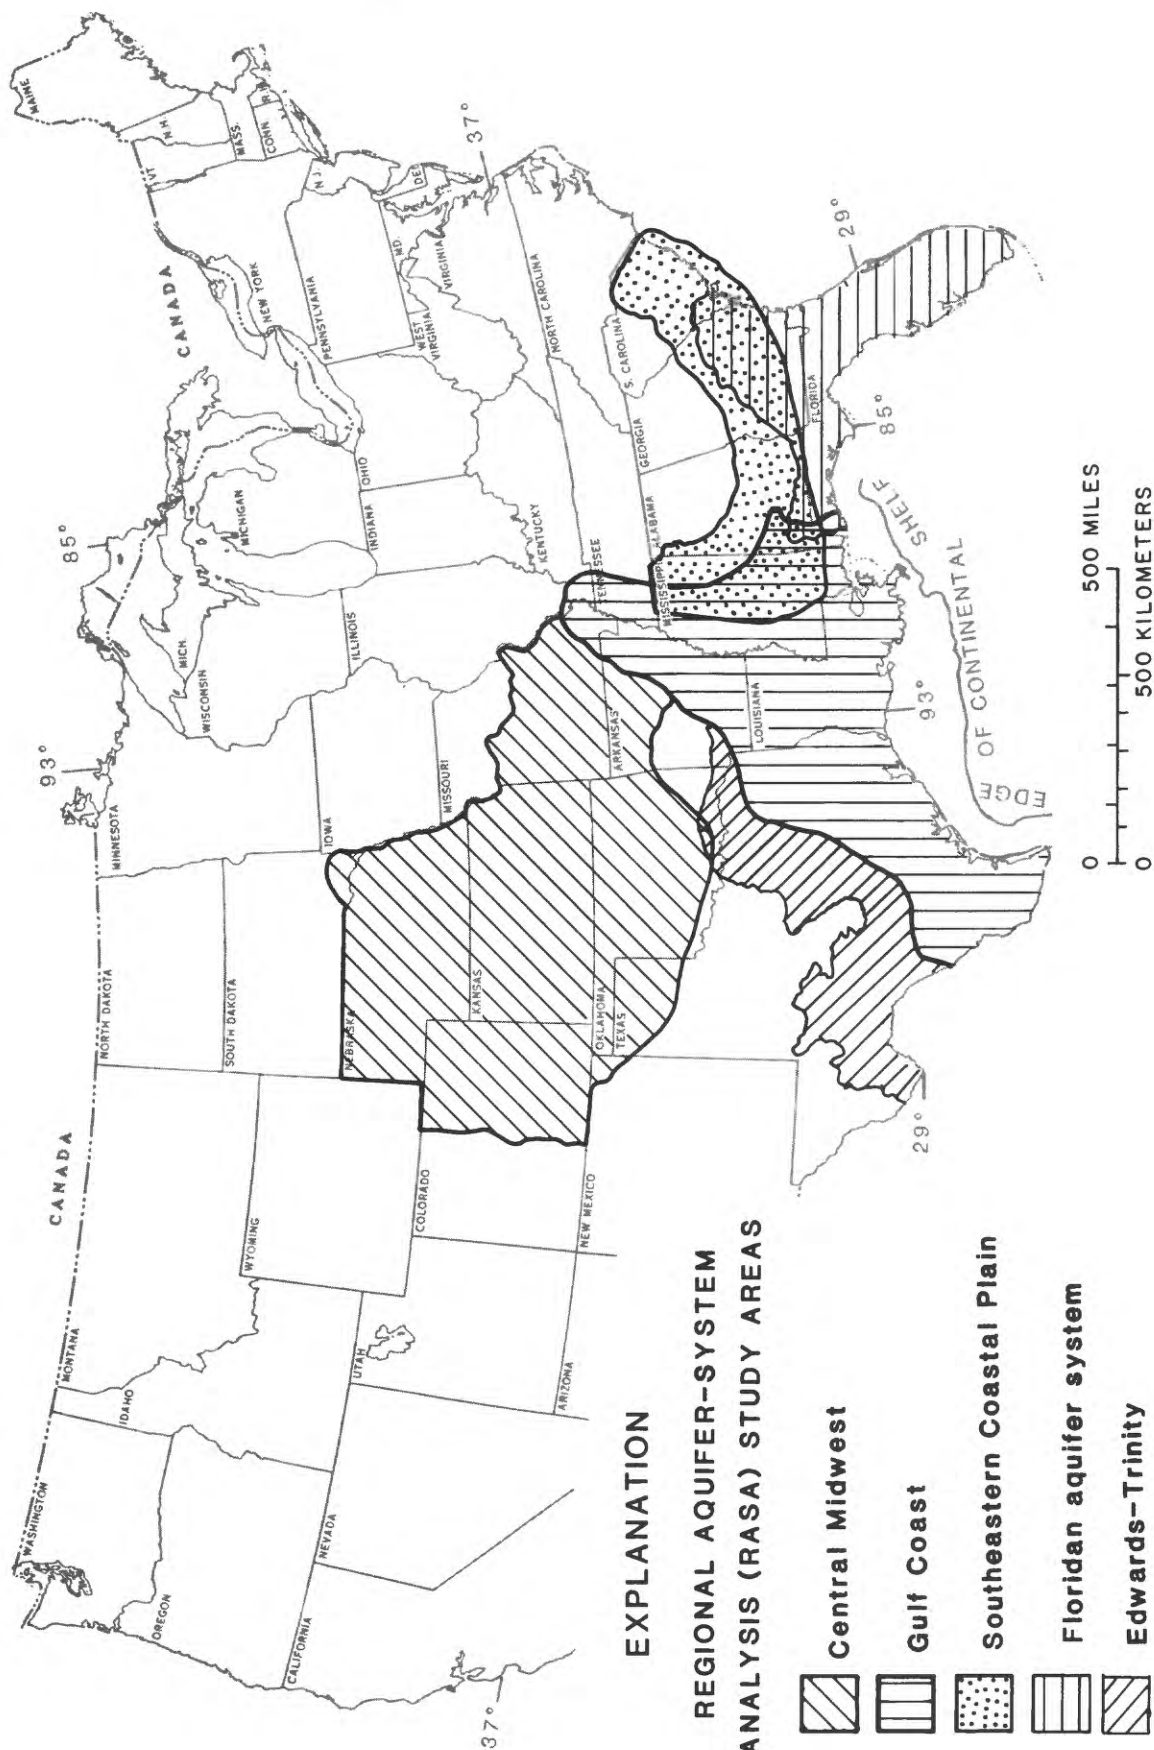 CANADA
CANADA
WASHINGTON
MONTANA
NORTH DAKOTA
MINNESOTA
93°
85°
MAINE
VT
N.H.
MASS.
CONN.
R.I.
NEW YORK
N.J.
PENNSYLVANIA
MD.
DEL
WEST
VIRGINIA
VIRGINIA
37°
OREGON
IDAHO
WYOMING
SOUTH DAKOTA
WISCONSIN
MICH.
MICHIGAN
IOWA
ILLINOIS
INDIANA
OHIO
NEBRASKA
CALIFORNIA
NEVADA
UTAH
COLORADO
KANSAS
MISSOURI
KENTUCKY
NORTH CAROLINA
TENNESSEE
S. CAROLINA
37°
ARIZONA
NEW MEXICO
OKLAHOMA
TEXAS
ARKANSAS
MISSISSIPPI
ALABAMA
GEORGIA
LOUISIANA
FLORIDA
29°
29°
85°
93°
EDGE OF CONTINENTAL SHELF
EXPLANATION
REGIONAL AQUIFER-SYSTEM
ANALYSIS (RASA) STUDY AREAS
Central Midwest
Gulf Coast
Southeastern Coastal Plain
Floridan aquifer system
Edwards-Trinity
0 500 MILES
0 500 KILOMETERS